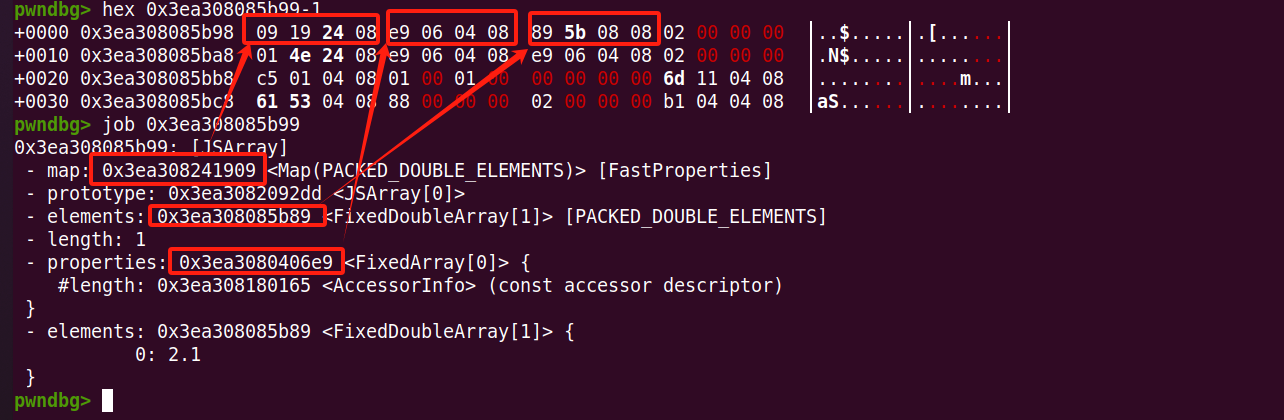 pwndbg> hex 0x3ea308085b99-1
+0000 0x3ea308085b98 09 19 24 08 e9 06 04 08 89 5b 08 08 02 00 00 00 |..$.....|.[......|
+0010 0x3ea308085ba8 01 4e 24 08 e9 06 04 08 e9 06 04 08 02 00 00 00 |.N$.....|........|
+0020 0x3ea308085bb8 c5 01 04 08 01 00 01 00 00 00 00 00 6d 11 04 08 |........|....m...|
+0030 0x3ea308085bc8 61 53 04 08 88 00 00 00 02 00 00 00 b1 04 04 08 |aS......|........|
pwndbg> job 0x3ea308085b99
0x3ea308085b99: [JSArray]
- map: 0x3ea308241909 <Map(PACKED_DOUBLE_ELEMENTS)> [FastProperties]
- prototype: 0x3ea3082092dd <JSArray[0]>
- elements: 0x3ea308085b89 <FixedDoubleArray[1]> [PACKED_DOUBLE_ELEMENTS]
- length: 1
- properties: 0x3ea3080406e9 <FixedArray[0]> {
#length: 0x3ea308180165 <AccessorInfo> (const accessor descriptor)
}
- elements: 0x3ea308085b89 <FixedDoubleArray[1]> {
0: 2.1
}
pwndbg>